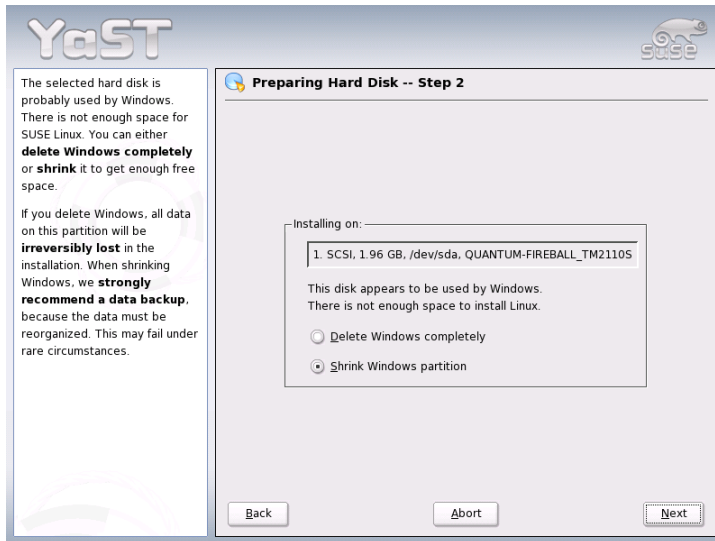 YaST
SUSE
The selected hard disk is
probably used by Windows.
There is not enough space for
SUSE Linux. You can either
delete Windows completely
or shrink it to get enough free
space.
If you delete Windows, all data
on this partition will be
irreversibly lost in the
installation. When shrinking
Windows, we strongly
recommend a data backup,
because the data must be
reorganized. This may fail under
rare circumstances.
Preparing Hard Disk -- Step 2
Installing on:
1. SCSI, 1.96 GB, /dev/sda, QUANTUM-FIREBALL_TM2110S
This disk appears to be used by Windows.
There is not enough space to install Linux.
Delete Windows completely
Shrink Windows partition
Back
Abort
Next